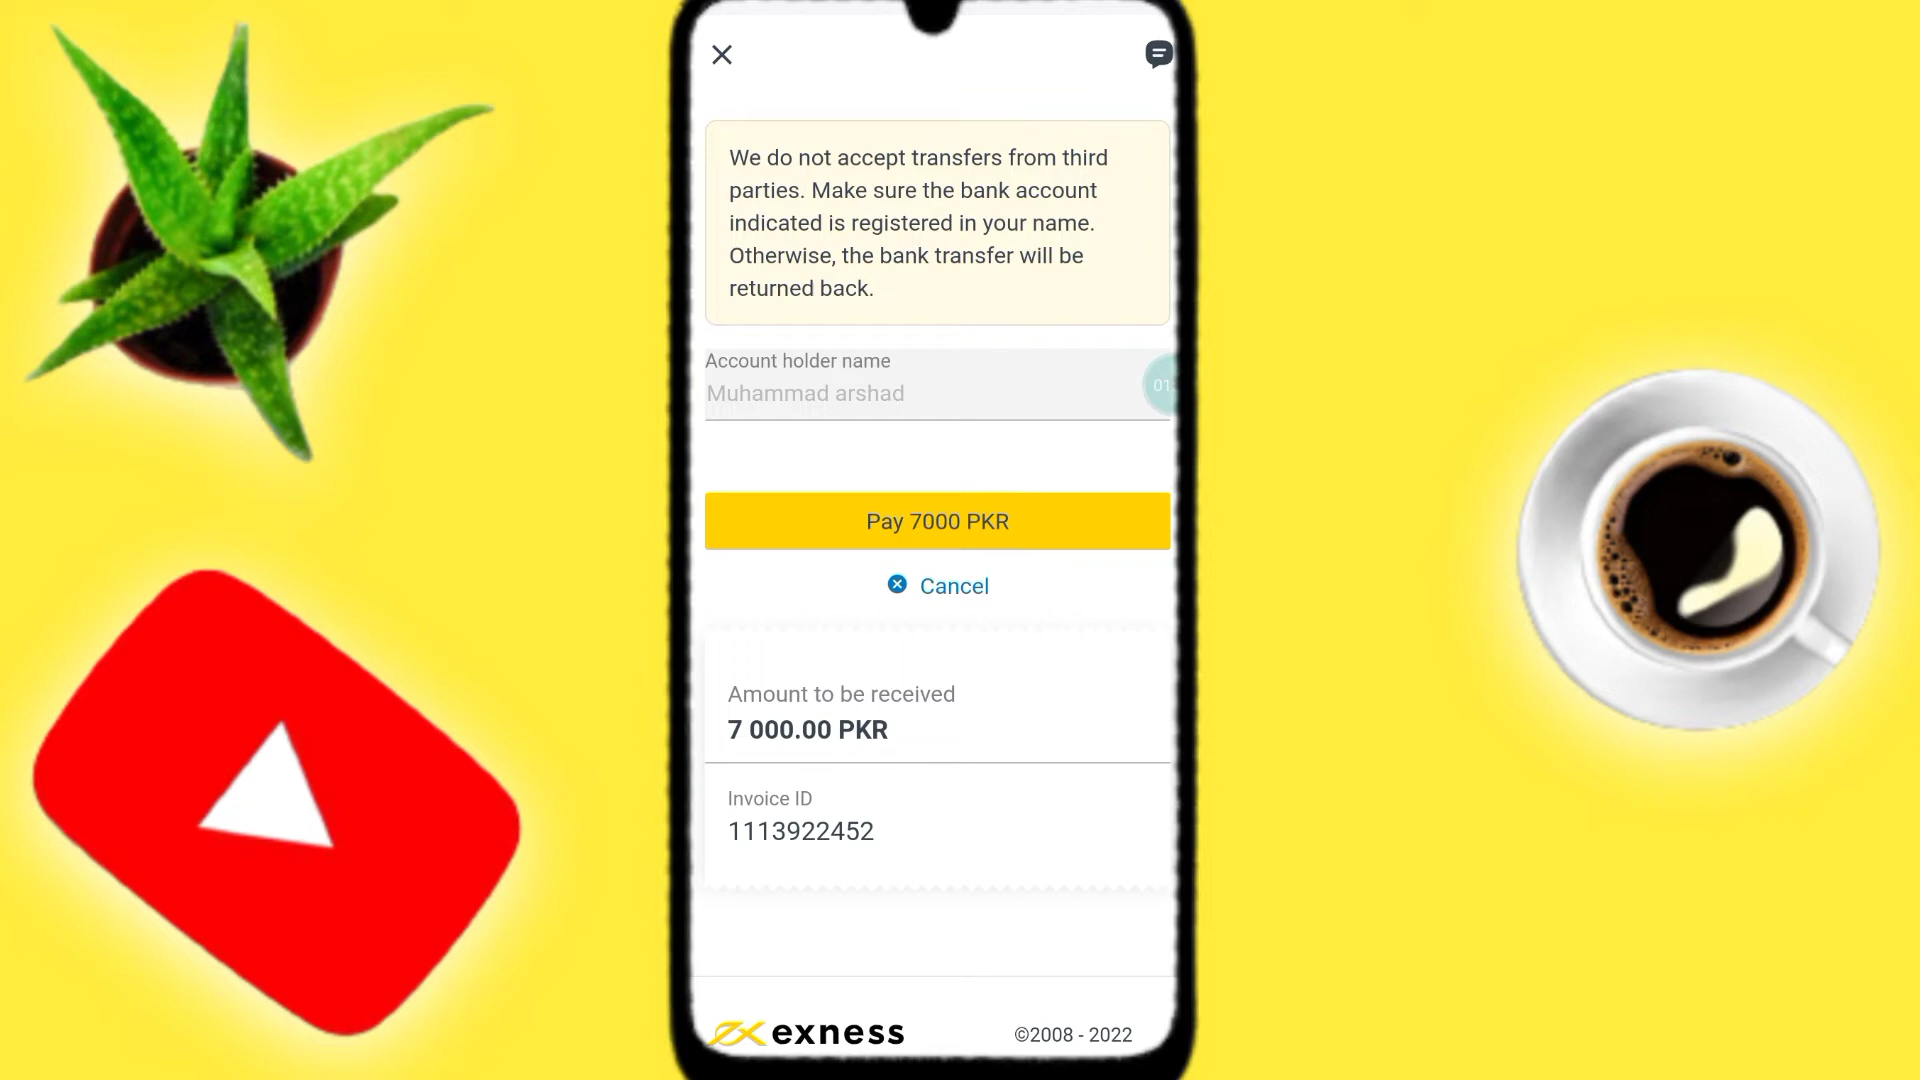 We do not accept transfers from third
parties. Make sure the bank account
indicated is registered in your name.
Otherwise, the bank transfer will be
returned back.
Account holder name
Muhammad arshad
01:
Pay 7000 PKR
Cancel
Amount to be received
7 000.00 PKR
Invoice ID
1113922452
exness
©2008 - 2022